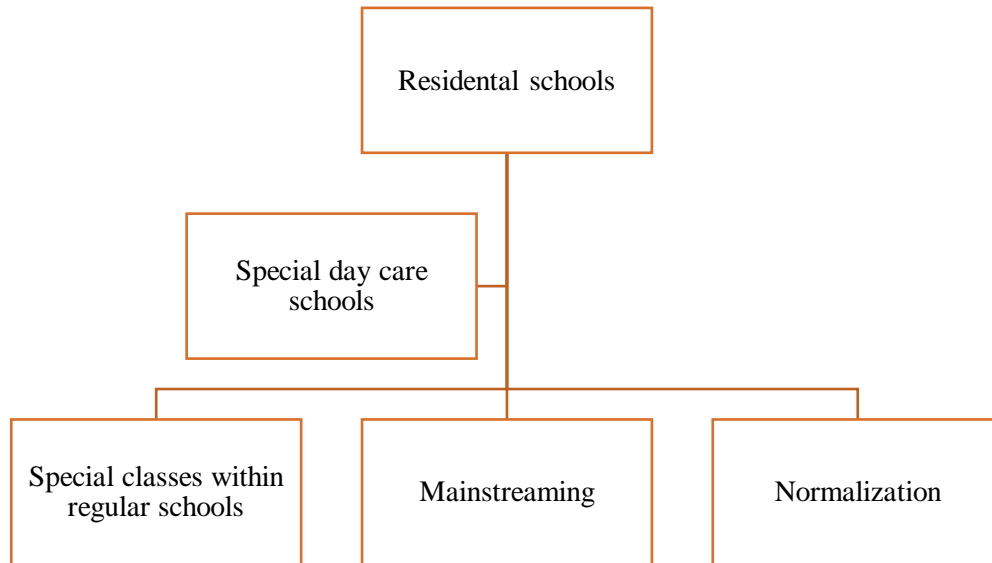 Residental schools
Special day care
schools
Special classes within
regular schools
Mainstreaming
Normalization